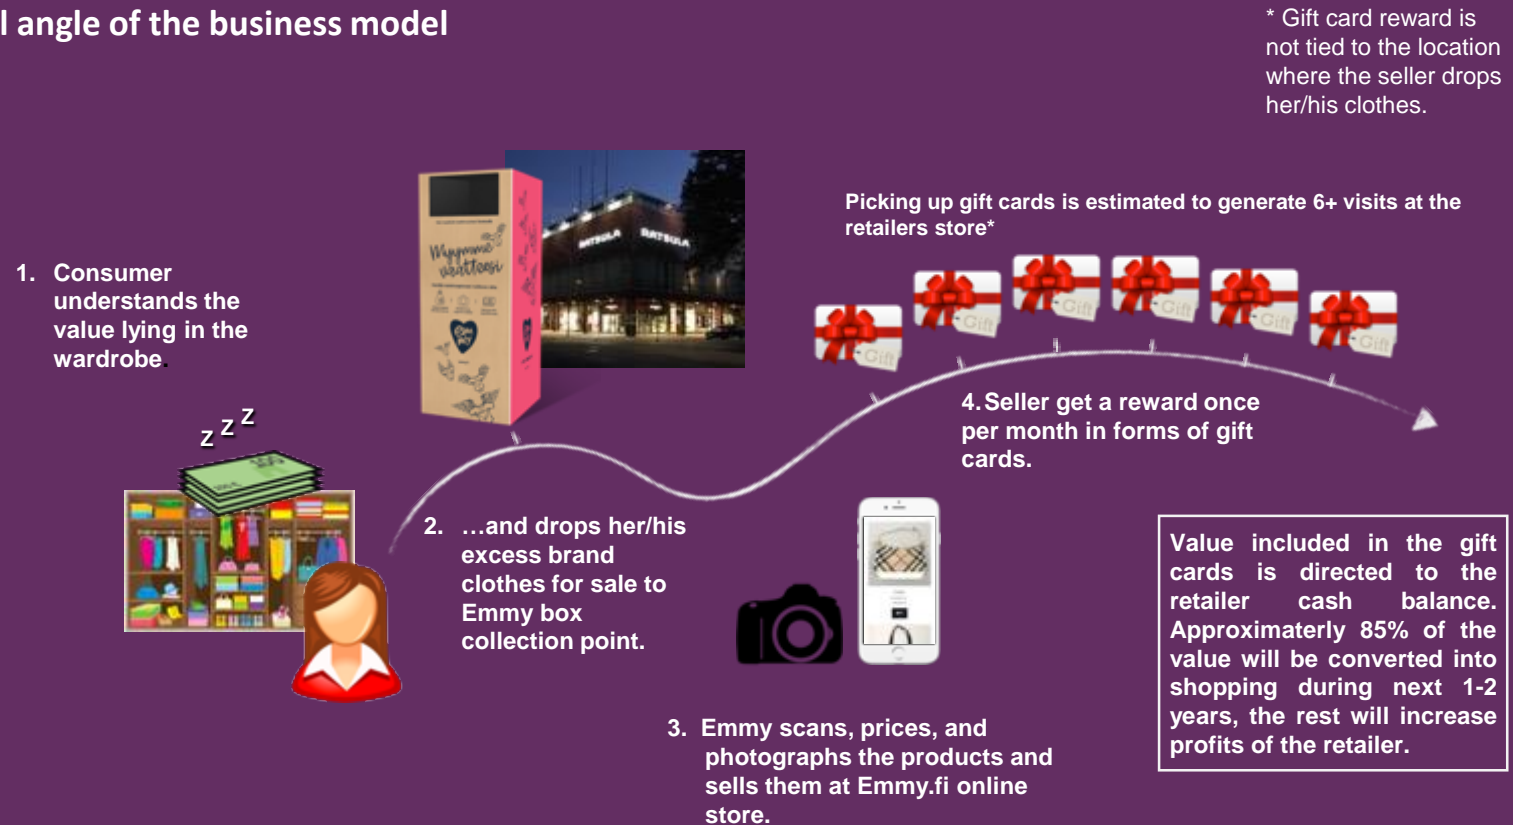 l angle of the business model
* Gift card reward is
not tied to the location
where the seller drops
her/his clothes.
Picking up gift cards is estimated to generate 6+ visits at the
retailers store*
1. Consumer
understands the
value lying in the
wardrobe.
z z z
Myymme
vaatteesi
RATSULA RATSULA
Gift
Gift
Gift
Gift
Gift
Gift
4. Seller get a reward once
per month in forms of gift
cards.
2. …and drops her/his
excess brand
clothes for sale to
Emmy box
collection point.
Value included in the gift
cards is directed to the
retailer cash balance.
Approximaterly 85% of the
value will be converted into
shopping during next 1-2
years, the rest will increase
profits of the retailer.
3. Emmy scans, prices, and
photographs the products and
sells them at Emmy.fi online
store.